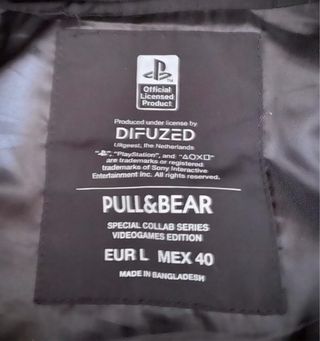 Official
Licensed
Product
Produced under license by
DIFUZED
Uitgeest, the Netherlands
"PS", "PlayStation", and "△○×□"
are trademarks or registered
trademarks of Sony Interactive
Entertainment Inc. All rights reserved.
PULL&BEAR
SPECIAL COLLAB SERIES
VIDEOGAMES EDITION
EUR L MEX 40
MADE IN BANGLADESH